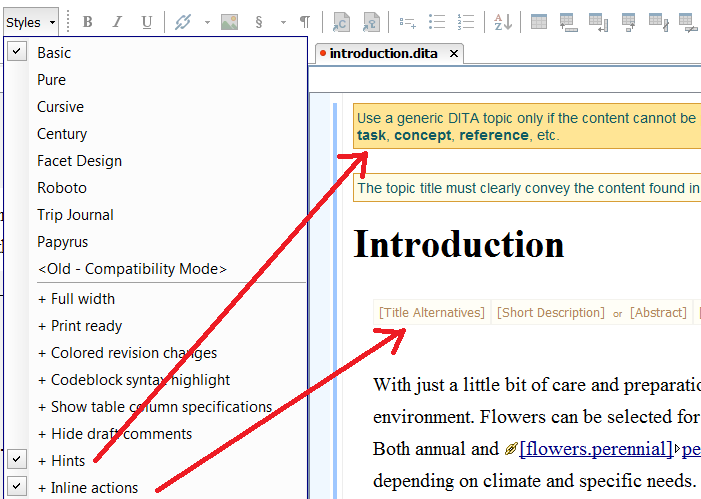 Styles
B I U § ¶
introduction.dita
Basic
Pure
Cursive
Century
Facet Design
Roboto
Trip Journal
Papyrus
<Old - Compatibility Mode>
+ Full width
+ Print ready
+ Colored revision changes
+ Codeblock syntax highlight
+ Show table column specifications
+ Hide draft comments
+ Hints
+ Inline actions
Use a generic DITA topic only if the content cannot be
task, concept, reference, etc.
The topic title must clearly convey the content found in
Introduction
[Title Alternatives] [Short Description] or [Abstract] [
With just a little bit of care and preparatio
environment. Flowers can be selected for
Both annual and [flowers.perennial] pe
depending on climate and specific needs.